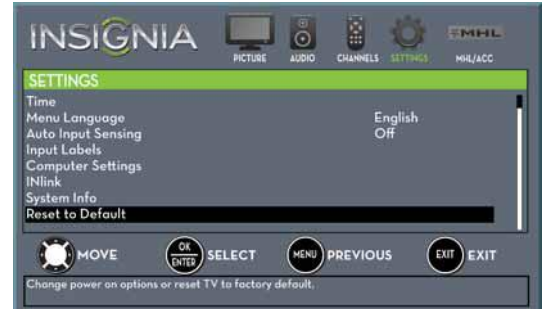 INSIGNIA
PICTURE AUDIO CHANNELS SETTINGS MHL/ACC
MHL
SETTINGS
Time
Menu Language English
Auto Input Sensing Off
Input Labels
Computer Settings
INlink
System Info
Reset to Default
MOVE OK ENTER SELECT MENU PREVIOUS EXIT EXIT
Change power on options or reset TV to factory default.